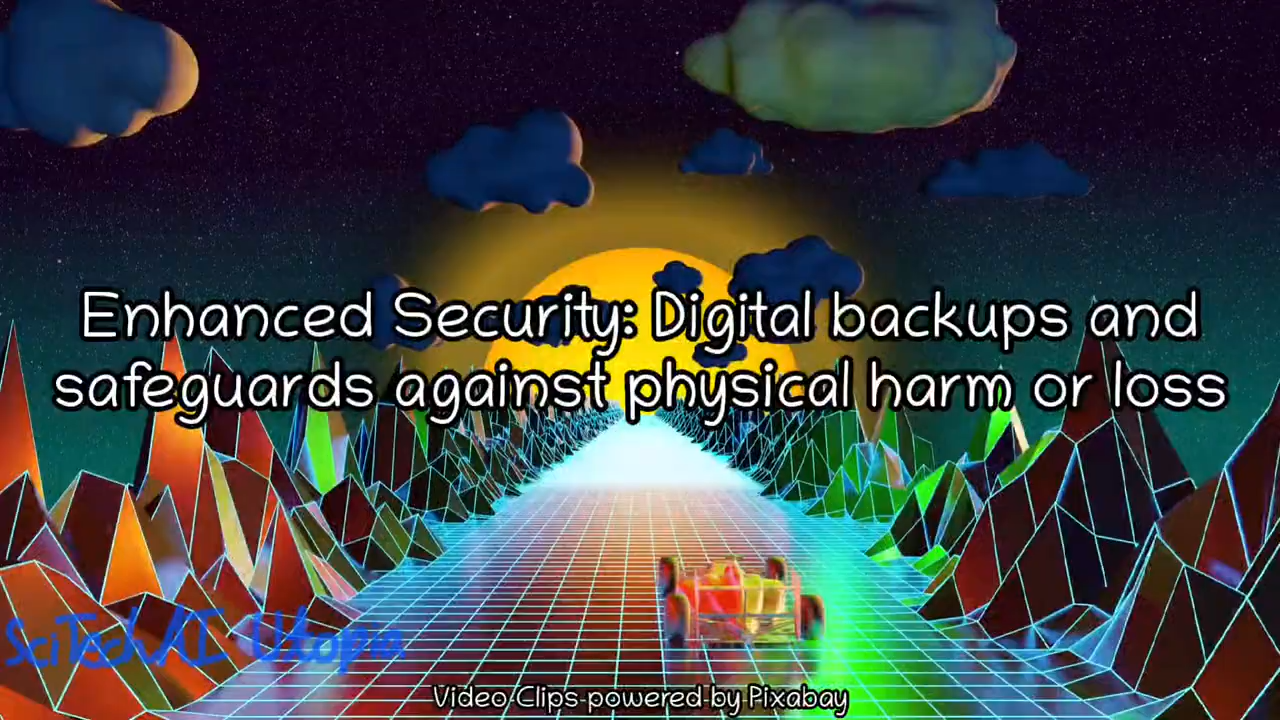 Enhanced Security: Digital backups and
safeguards against physical harm or loss
SciTech AI Utopia
Video Clips powered by Pixabay